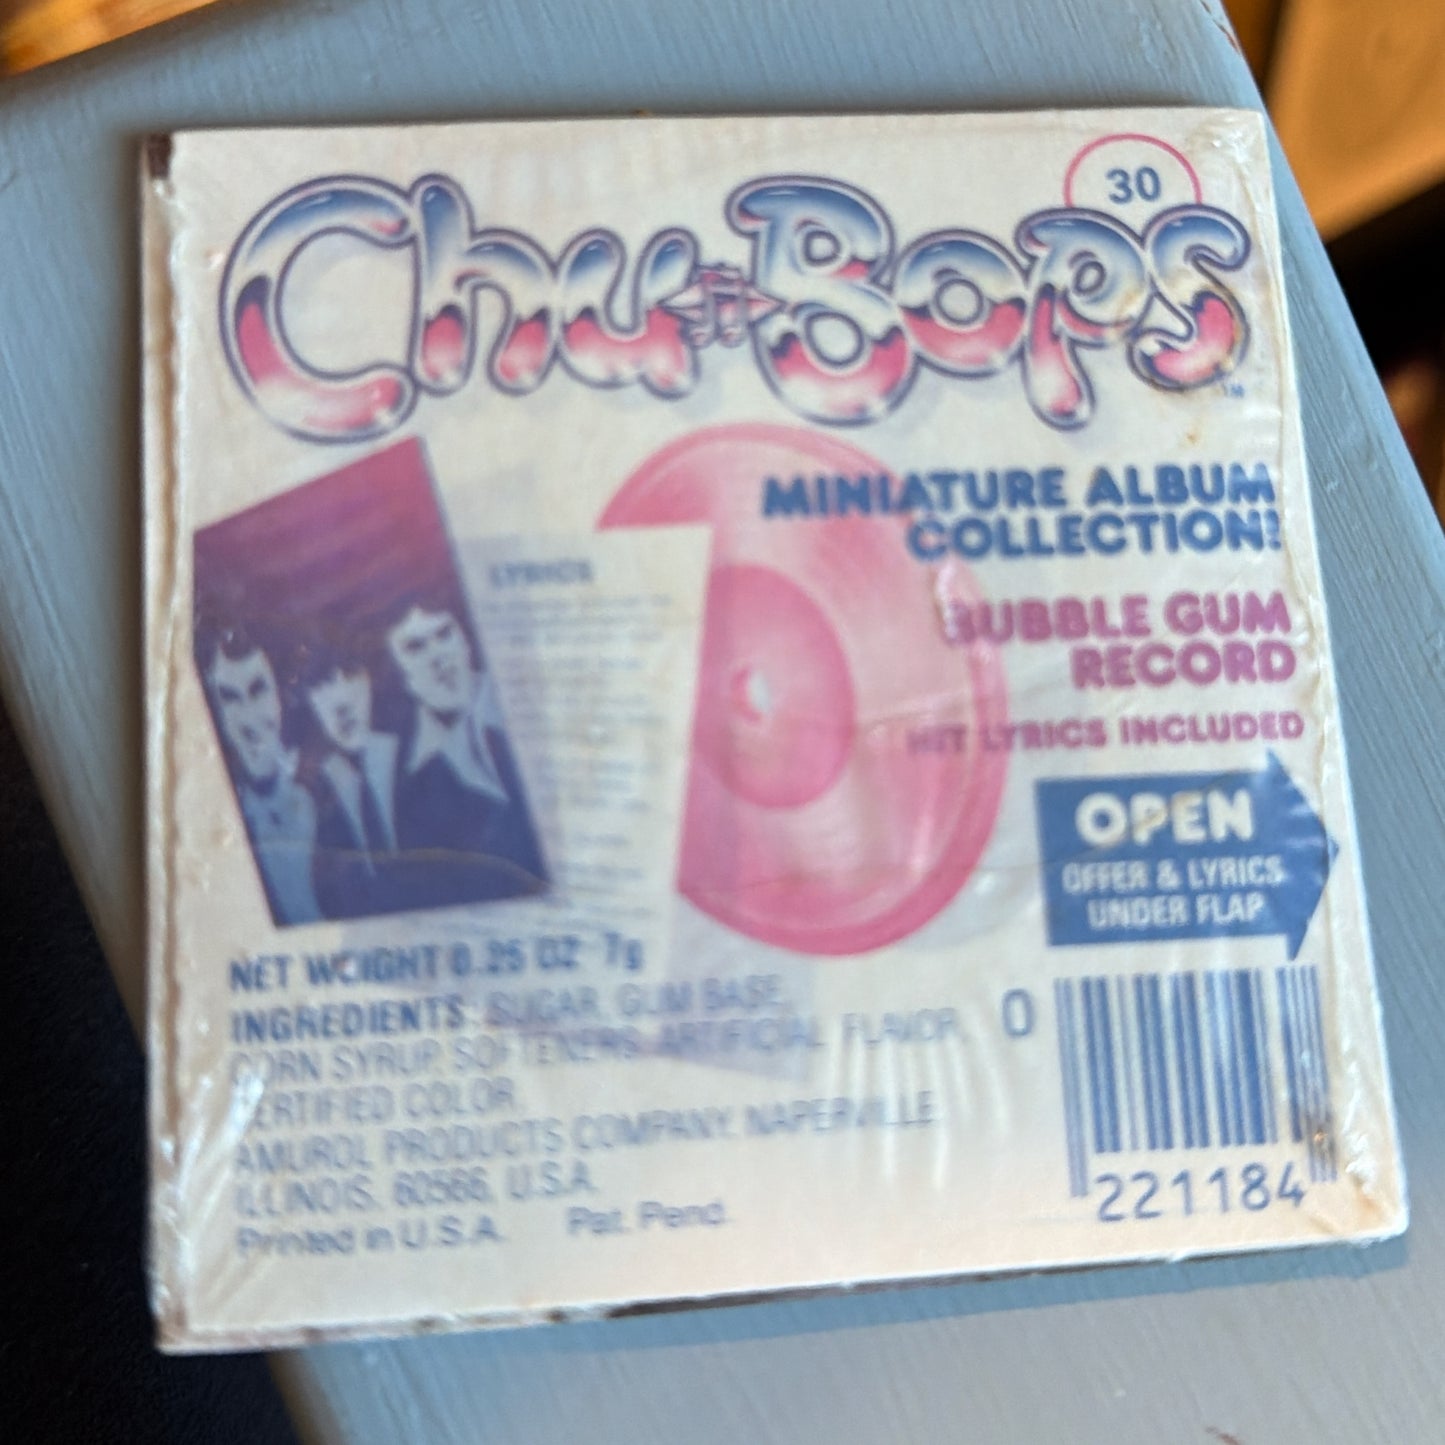 30
Chu Bops
TM
MINIATURE ALBUM
COLLECTION!
BUBBLE GUM
RECORD
HIT LYRICS INCLUDED
LYRICS
OPEN
OFFER & LYRICS
UNDER FLAP
NET WEIGHT 0.25 OZ 7g
INGREDIENTS: SUGAR, GUM BASE,
CORN SYRUP, SOFTENERS, ARTIFICIAL FLAVOR,
CERTIFIED COLOR.
AMUROL PRODUCTS COMPANY, NAPERVILLE
ILLINOIS, 60566, U.S.A.
Printed in U.S.A. Pat. Pend.
0
221184